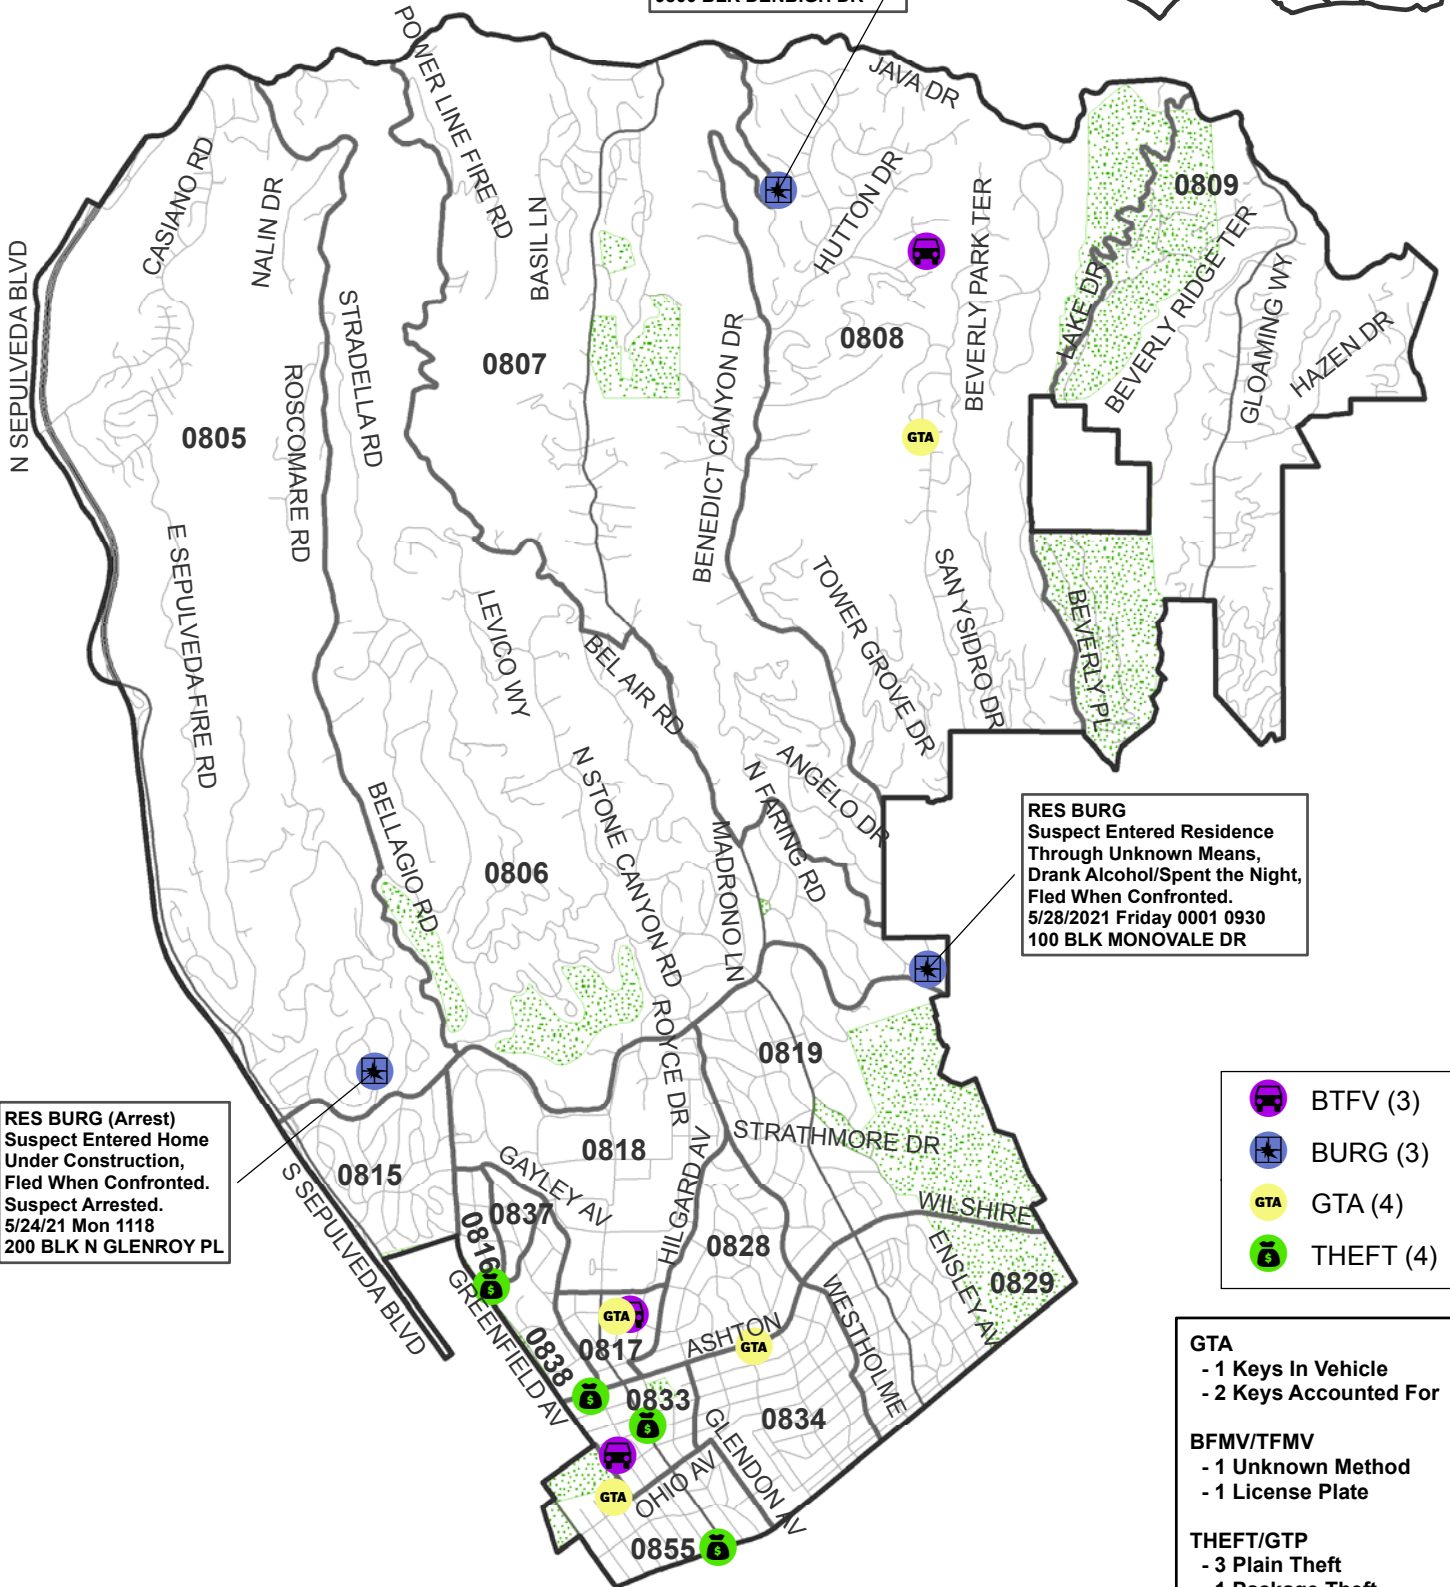 POWER LINE FIRE RD
JAVA DR
CASIANO RD
NALIN DR
BASIL LN
HUTTON DR
BEVERLY PARK TER
0809
N SEPULVEDA BLVD
STRADELLA RD
0807
BENEDICT CANYON DR
0808
LAKE DR
BEVERLY RIDGE TER
GLOAMING WY
HAZEN DR
0805
ROSCOMARE RD
GTA
E SEPULVEDA FIRE RD
LEVICO WY
BEL AIR RD
TOWER GROVE DR
SAN YSIDRO DR
BEVERLY PL
BELLAGIO RD
0806
N STONE CANYON RD
MADRONO LN
N FARING RD
ANGELO DR
RES BURG
Suspect Entered Residence
Through Unknown Means,
Drank Alcohol/Spent the Night,
Fled When Confronted.
5/28/2021 Friday 0001 0930
100 BLK MONOVALE DR
ROYCE DR
0819
RES BURG (Arrest)
Suspect Entered Home
Under Construction,
Fled When Confronted.
Suspect Arrested.
5/24/21 Mon 1118
200 BLK N GLENROY PL
0815
S SEPULVEDA BLVD
GAYLEY AV
0818
HILGARD AV
STRATHMORE DR
WILSHIRE
0837
0816
0828
ENSLEY AV
0829
GREENFIELD AV
GTA
0817
ASHTON
GTA
WESTHOLME
0838
0833
0834
GLENDON AV
OHIO AV
GTA
0855
BTFV (3)
BURG (3)
GTA
GTA (4)
THEFT (4)
GTA
- 1 Keys In Vehicle
- 2 Keys Accounted For
BFMV/TFMV
- 1 Unknown Method
- 1 License Plate
THEFT/GTP
- 3 Plain Theft